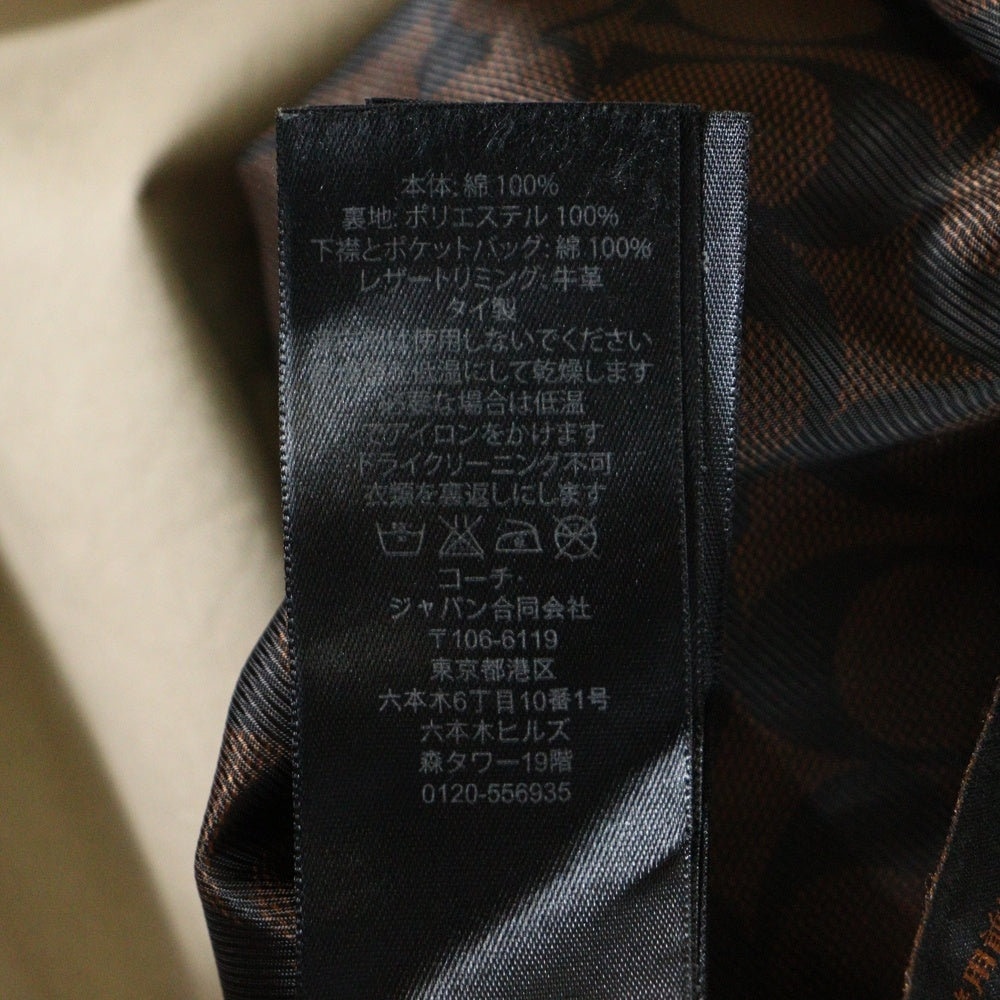 本体: 綿 100%
裏地: ポリエステル 100%
下襟とポケットバッグ: 綿 100%
レザートリミング: 牛革
タイ製
は使用しないでください
低温にして乾燥します
必要な場合は低温
でアイロンをかけます
ドライクリーニング不可
衣類を裏返しにします
コーチ·
ジャパン合同会社
〒106-6119
東京都港区
六本木6丁目10番1号
六本木ヒルズ
森タワー19階
0120-556935